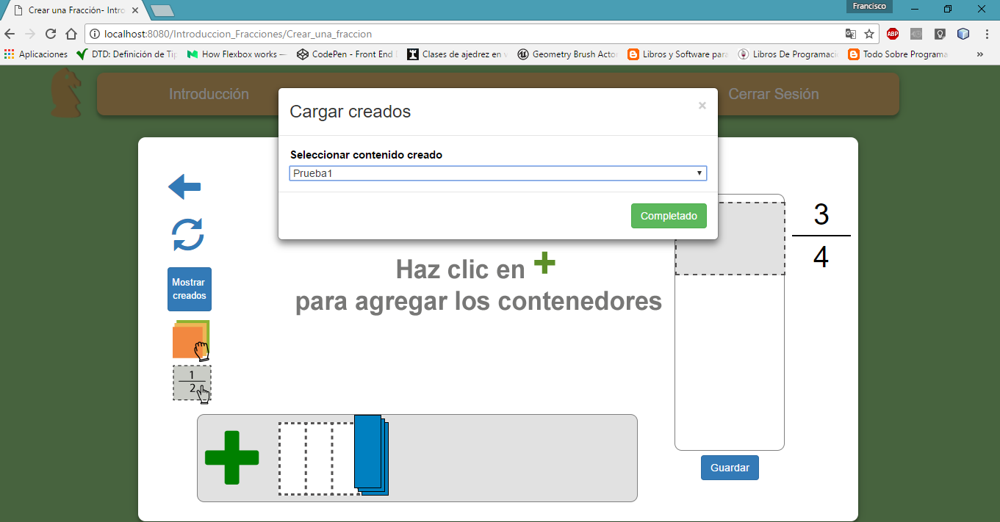 Crear una Fracción- Intro
Francisco
localhost:8080/Introduccion_Fracciones/Crear_una_fraccion
ABP
Aplicaciones
DTD: Definición de Tip
How Flexbox works —
CodePen - Front End
Clases de ajedrez en v
Geometry Brush Actor
Libros y Software para
Libros De Programaci
Todo Sobre Programa
»
Introducción
Cerrar Sesión
Cargar creados
×
Seleccionar contenido creado
Prueba1
Completado
3
4
Mostrar
creados
Haz clic en +
para agregar los contenedores
1
2
Guardar